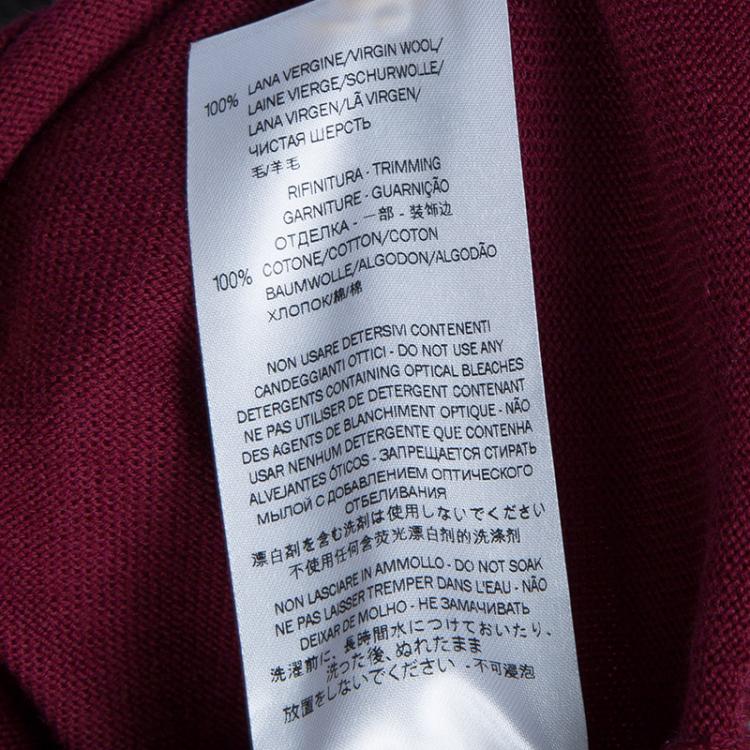 100% LANA VERGINE/VIRGIN WOOL/
LAINE VIERGE/SCHURWOLLE/
LANA VIRGEN/LÃ VIRGEN/
ЧИСТАЯ ШЕРСТЬ
毛/羊毛
RIFINITURA - TRIMMING
GARNITURE - GUARNIÇÃO
ОТДЕЛКА - 一部 - 装饰边
100% COTONE/COTTON/COTON
BAUMWOLLE/ALGODON/ALGODÃO
ХЛОПОК/綿/棉
NON USARE DETERSIVI CONTENENTI
CANDEGGIANTI OTTICI - DO NOT USE ANY
DETERGENTS CONTAINING OPTICAL BLEACHES
NE PAS UTILISER DE DETERGENT CONTENANT
DES AGENTS DE BLANCHIMENT OPTIQUE - NÃO
USAR NENHUM DETERGENTE QUE CONTENHA
ALVEJANTES ÓTICOS - ЗАПРЕЩАЕТСЯ СТИРАТЬ
МЫЛОЙ С ДОБАВЛЕНИЕМ ОПТИЧЕСКОГО
ОТБЕЛИВАНИЯ
漂白剤を含む洗剤は使用しないでください
不使用任何含荧光漂白剂的洗涤剂
NON LASCIARE IN AMMOLLO - DO NOT SOAK
NE PAS LAISSER TREMPER DANS L'EAU - NÃO
DEIXAR DE MOLHO - НЕ ЗАМАЧИВАТЬ
洗濯前に、長時間水につけておいたり、
洗った後、ぬれたまま
放置をしないでください - 不可浸泡